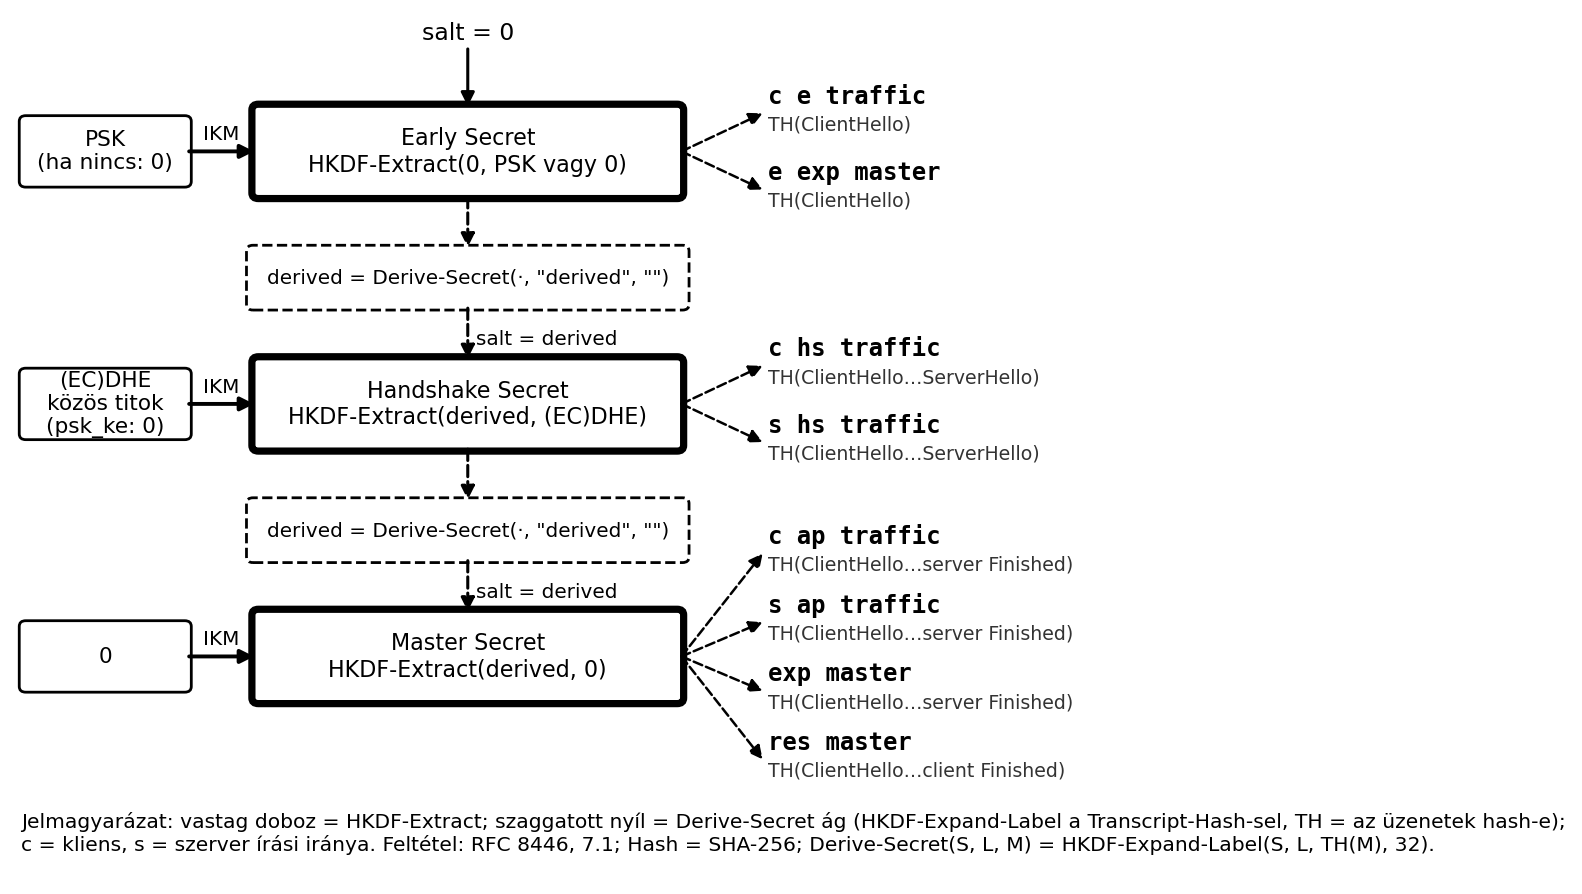 salt = 0
PSK
(ha nincs: 0)
IKM
Early Secret
HKDF-Extract(0, PSK vagy 0)
c e traffic
TH(ClientHello)
e exp master
TH(ClientHello)
derived = Derive-Secret(·, "derived", "")
salt = derived
(EC)DHE
közös titok
(psk_ke: 0)
IKM
Handshake Secret
HKDF-Extract(derived, (EC)DHE)
c hs traffic
TH(ClientHello…ServerHello)
s hs traffic
TH(ClientHello…ServerHello)
derived = Derive-Secret(·, "derived", "")
salt = derived
0
IKM
Master Secret
HKDF-Extract(derived, 0)
c ap traffic
TH(ClientHello…server Finished)
s ap traffic
TH(ClientHello…server Finished)
exp master
TH(ClientHello…server Finished)
res master
TH(ClientHello…client Finished)
Jelmagyarázat: vastag doboz = HKDF-Extract; szaggatott nyíl = Derive-Secret ág (HKDF-Expand-Label a Transcript-Hash-sel, TH = az üzenetek hash-e);
c = kliens, s = szerver írási iránya. Feltétel: RFC 8446, 7.1; Hash = SHA-256; Derive-Secret(S, L, M) = HKDF-Expand-Label(S, L, TH(M), 32).